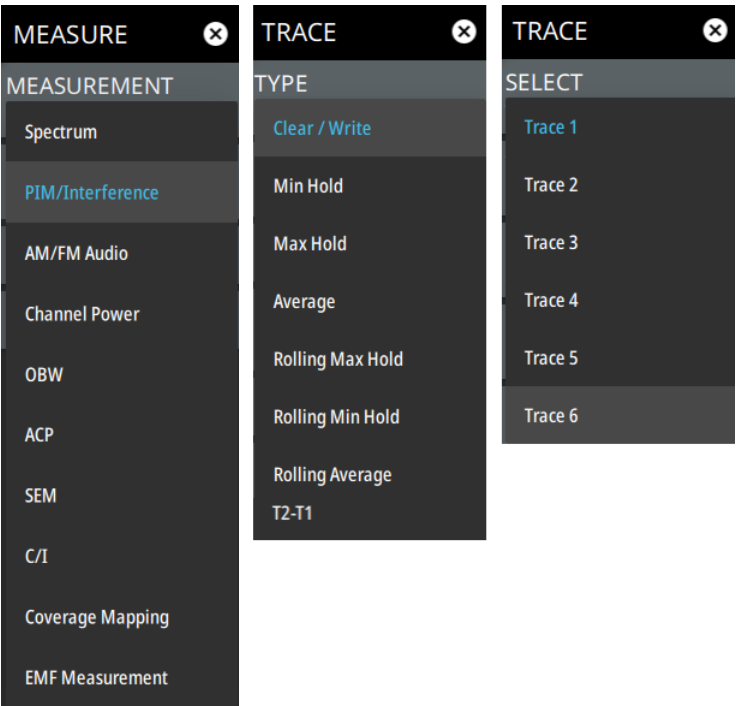 MEASURE
MEASUREMENT
Spectrum
PIM/Interference
AM/FM Audio
Channel Power
OBW
ACP
SEM
C/I
Coverage Mapping
EMF Measurement
TRACE
TYPE
Clear / Write
Min Hold
Max Hold
Average
Rolling Max Hold
Rolling Min Hold
Rolling Average
T2-T1
TRACE
SELECT
Trace 1
Trace 2
Trace 3
Trace 4
Trace 5
Trace 6